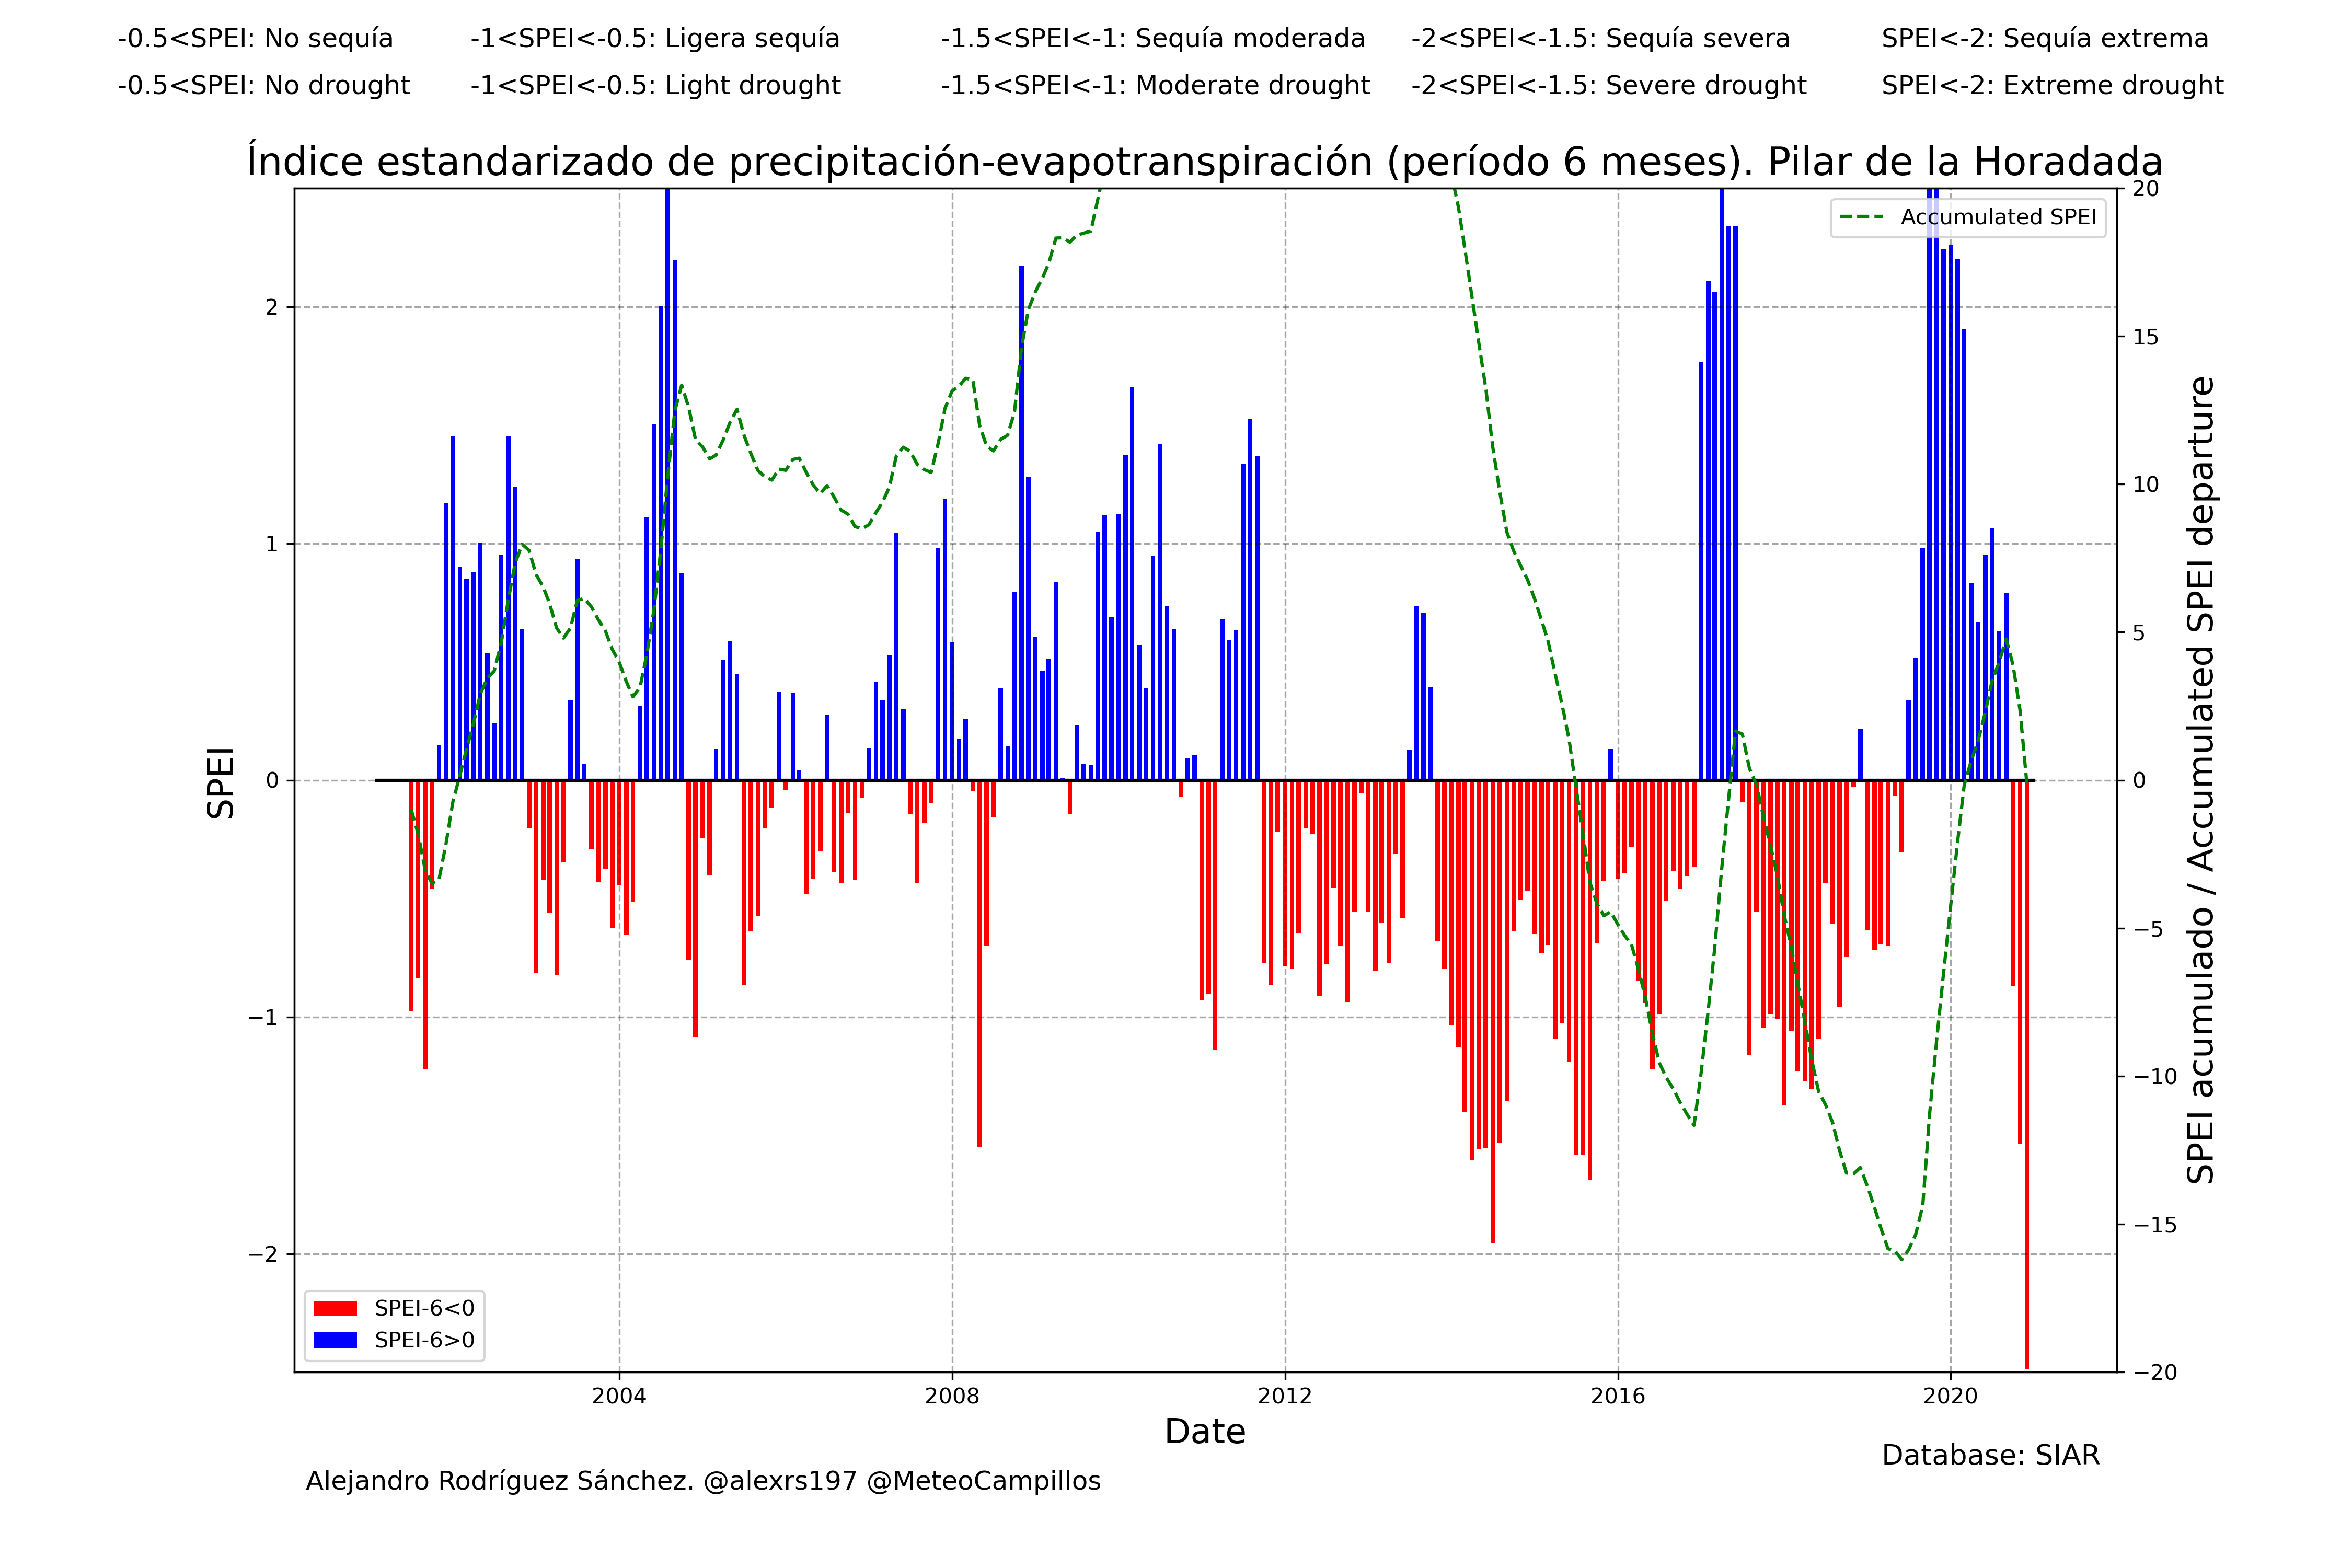 -0.5<SPEI: No sequía -1<SPEI<-0.5: Ligera sequía -1.5<SPEI<-1: Sequía moderada -2<SPEI<-1.5: Sequía severa SPEI<-2: Sequía extrema
-0.5<SPEI: No drought -1<SPEI<-0.5: Light drought -1.5<SPEI<-1: Moderate drought -2<SPEI<-1.5: Severe drought SPEI<-2: Extreme drought
Índice estandarizado de precipitación-evapotranspiración (período 6 meses). Pilar de la Horadada
Accumulated SPEI
SPEI
2
1
0
−1
−2
20
15
10
5
0
−5
−10
−15
−20
SPEI acumulado / Accumulated SPEI departure
SPEI-6<0
SPEI-6>0
2004 2008 2012 2016 2020
Date
Database: SIAR
Alejandro Rodríguez Sánchez. @alexrs197 @MeteoCampillos